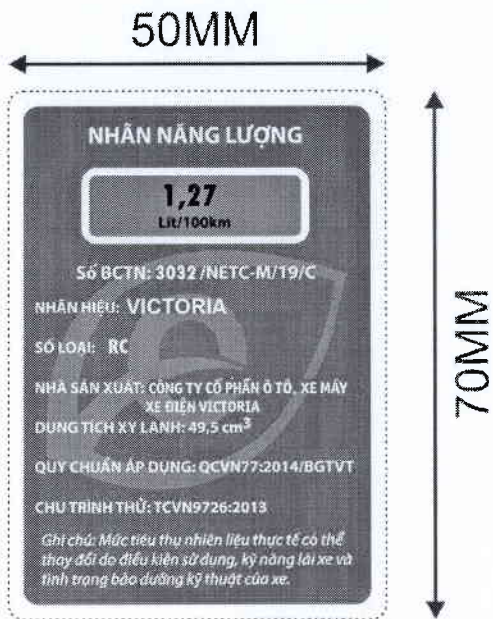 50MM
NHÃN NĂNG LƯỢNG
1,27
Lít/100km
Số BCTN: 3032 /NETC-M/19/C
NHÃN HIỆU: VICTORIA
SỐ LOẠI: RC
NHÀ SẢN XUẤT: CÔNG TY CỔ PHẦN Ô TÔ, XE MÁY
XE ĐIỆN VICTORIA
DUNG TÍCH XY LANH: 49,5 cm³
QUY CHUẨN ÁP DỤNG: QCVN77:2014/BGTVT
CHU TRÌNH THỬ: TCVN9726:2013
Ghi chú: Mức tiêu thụ nhiên liệu thực tế có thể
thay đổi do điều kiện sử dụng, kỹ năng lái xe và
tình trạng bảo dưỡng kỹ thuật của xe.
70MM